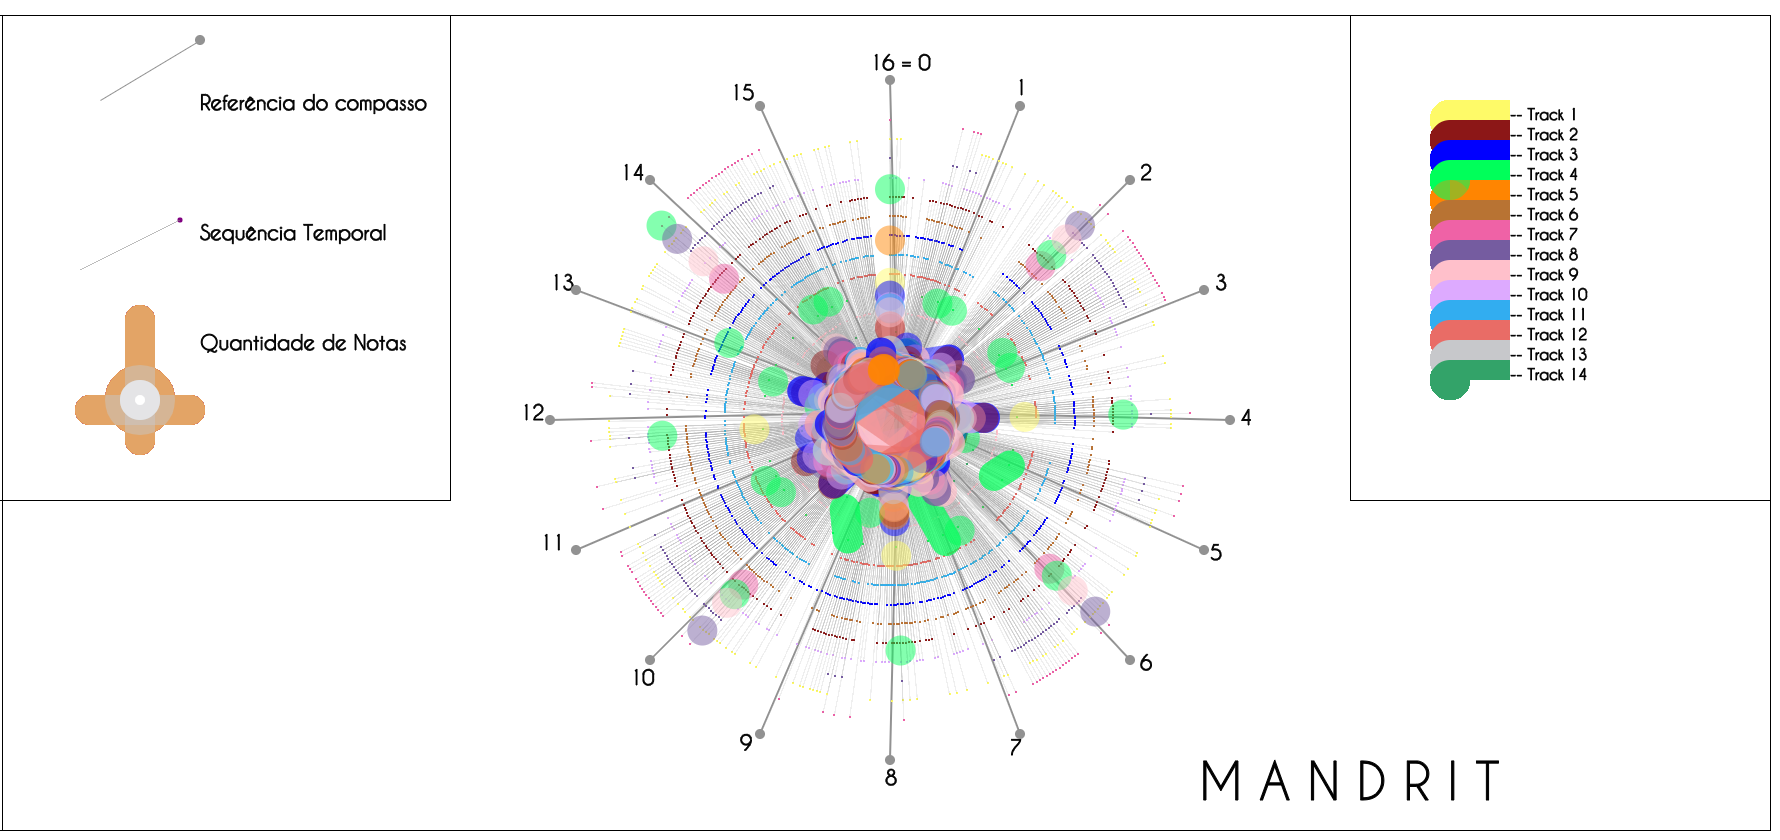 Referência do compasso
Sequência Temporal
Quantidade de Notas
16 = 0
1
2
3
4
5
6
7
8
9
10
11
12
13
14
15
-- Track 1
-- Track 2
-- Track 3
-- Track 4
-- Track 5
-- Track 6
-- Track 7
-- Track 8
-- Track 9
-- Track 10
-- Track 11
-- Track 12
-- Track 13
-- Track 14
MANDRIT